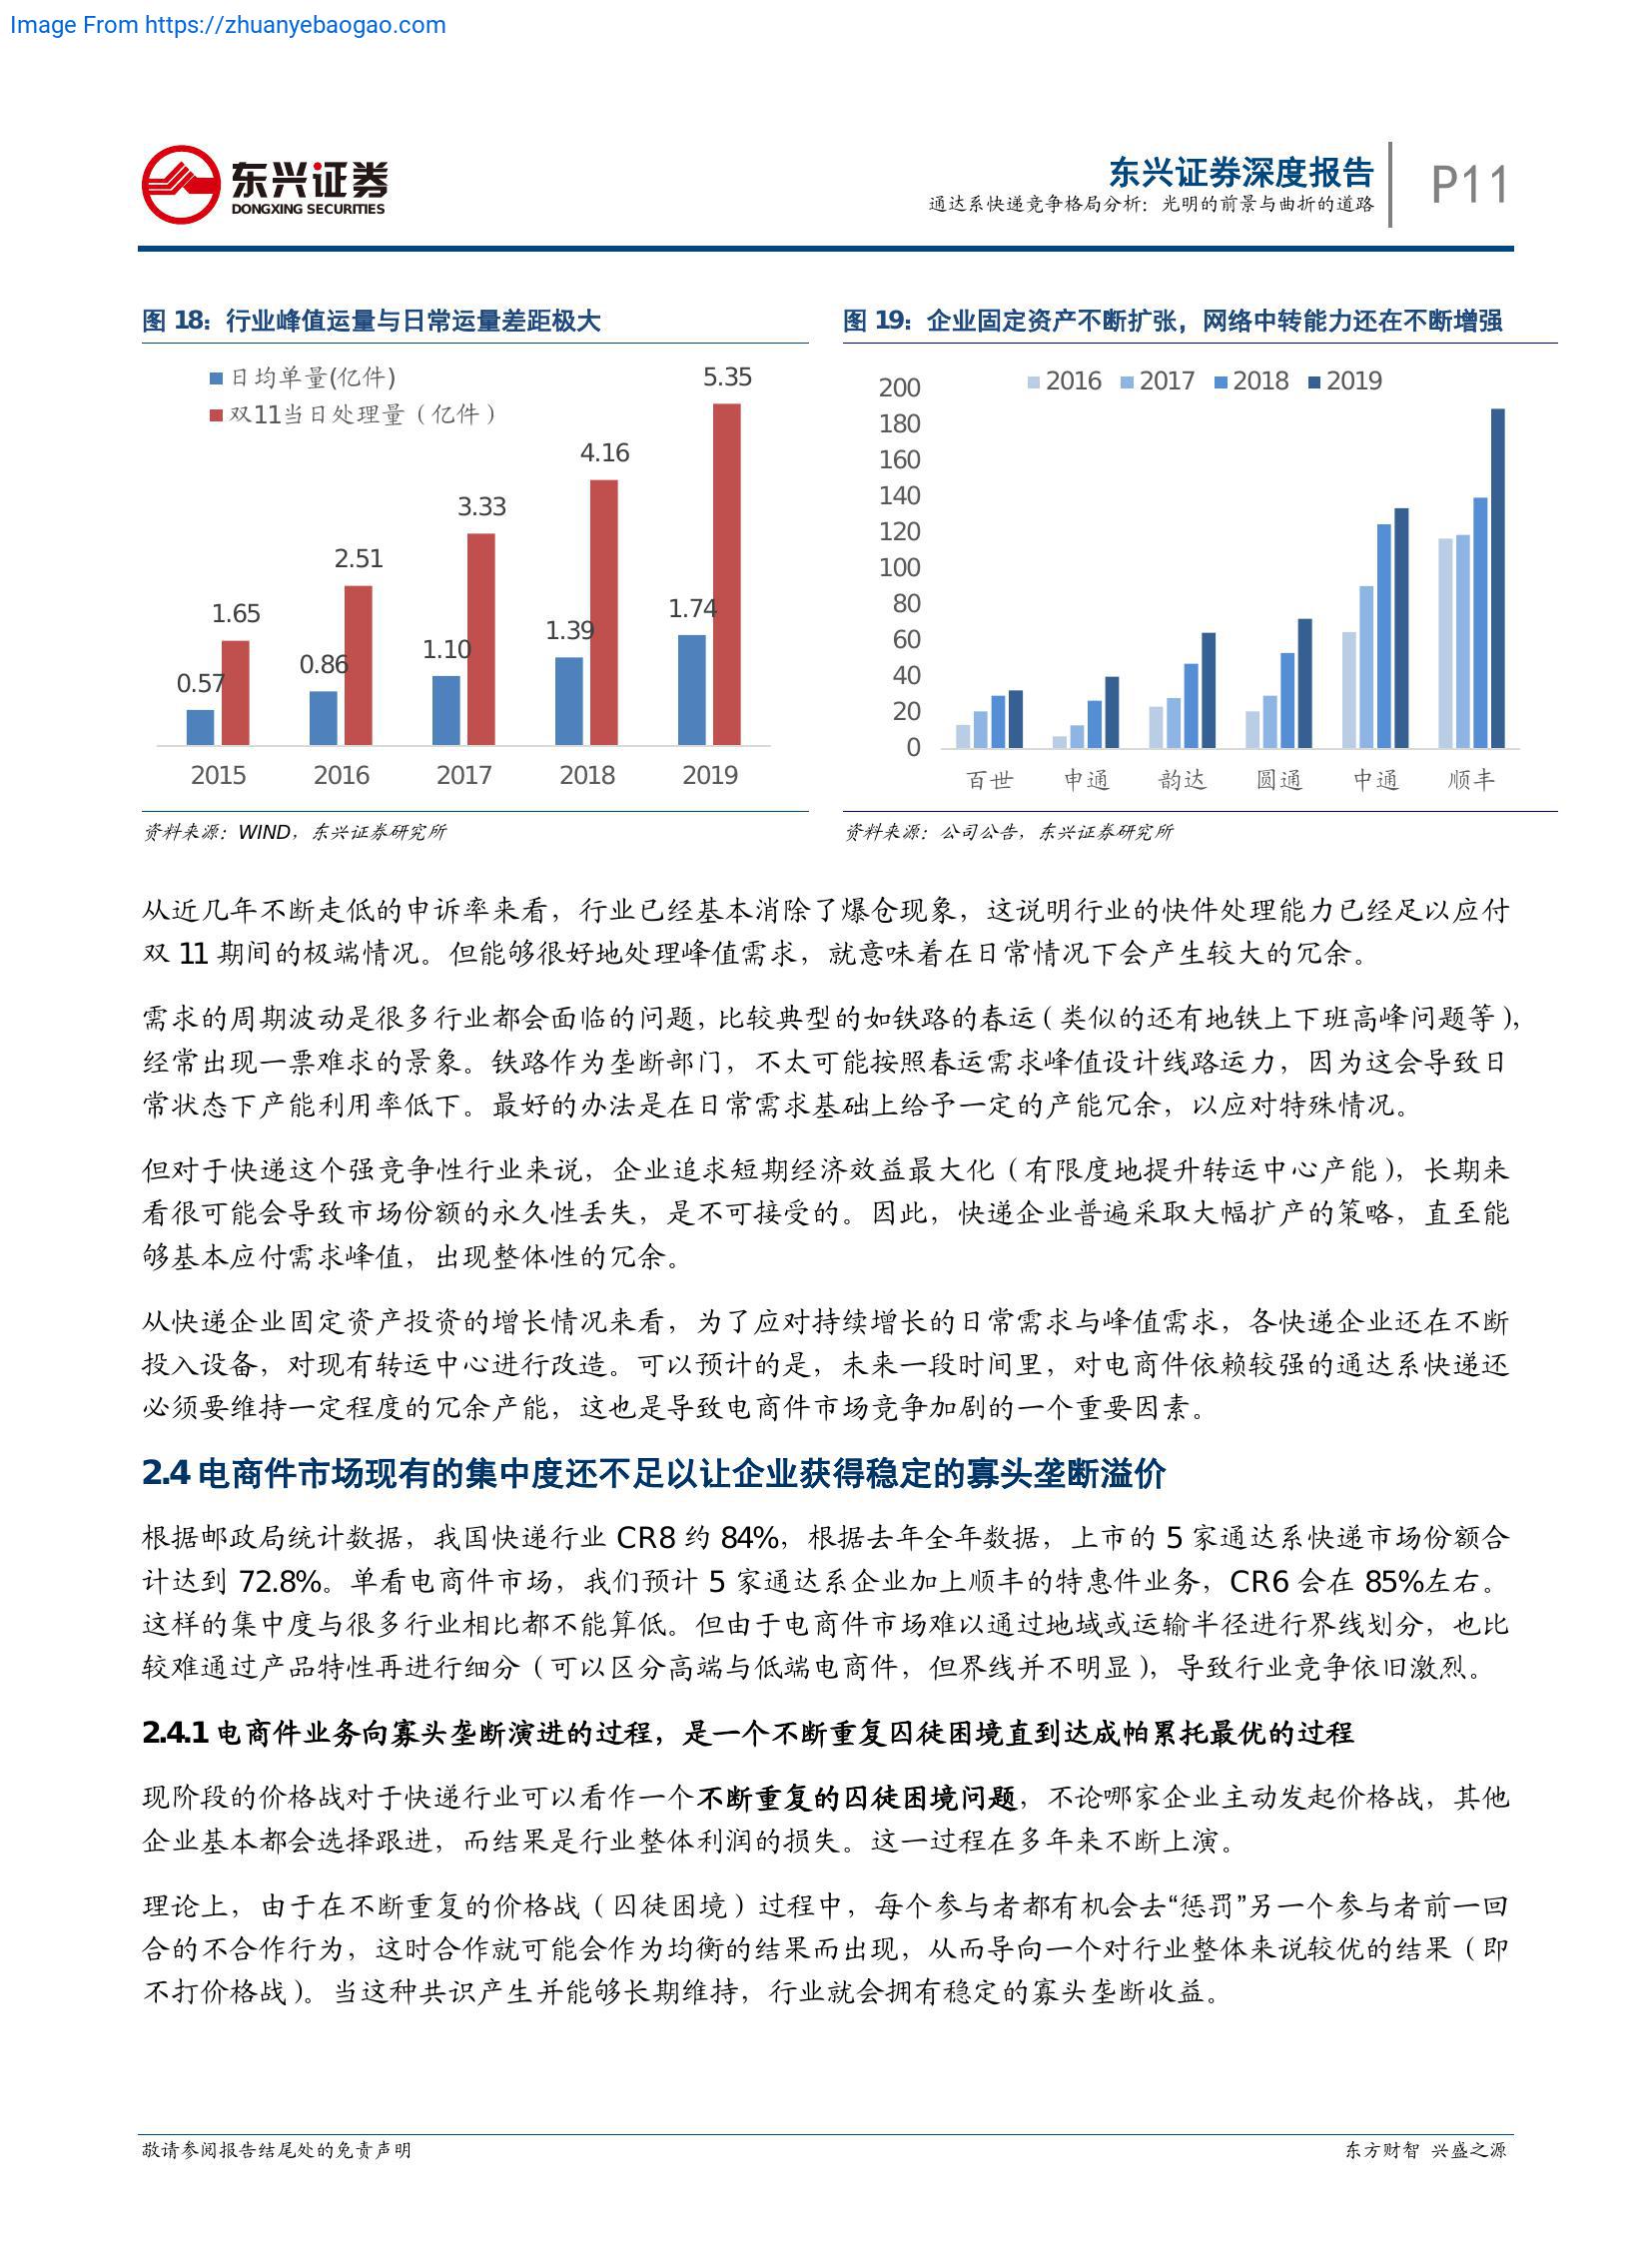 Image From https://zhuanyebaogao.com
东兴证券
DONGXING SECURITIES
东兴证券深度报告
通达系快递竞争格局分析：光明的前景与曲折的道路
P11
图 18：行业峰值运量与日常运量差距极大
日均单量(亿件)
双11当日处理量（亿件）
0.57
1.65
0.86
2.51
1.10
3.33
1.39
4.16
1.74
5.35
2015 2016 2017 2018 2019
资料来源：WIND，东兴证券研究所
图 19：企业固定资产不断扩张，网络中转能力还在不断增强
2016 2017 2018 2019
200
180
160
140
120
100
80
60
40
20
0
百世 申通 韵达 圆通 中通 顺丰
资料来源：公司公告，东兴证券研究所
从近几年不断走低的申诉率来看，行业已经基本消除了爆仓现象，这说明行业的快件处理能力已经足以应付
双 11 期间的极端情况。但能够很好地处理峰值需求，就意味着在日常情况下会产生较大的冗余。
需求的周期波动是很多行业都会面临的问题，比较典型的如铁路的春运（类似的还有地铁上下班高峰问题等），
经常出现一票难求的景象。铁路作为垄断部门，不太可能按照春运需求峰值设计线路运力，因为这会导致日
常状态下产能利用率低下。最好的办法是在日常需求基础上给予一定的产能冗余，以应对特殊情况。
但对于快递这个强竞争性行业来说，企业追求短期经济效益最大化（有限度地提升转运中心产能），长期来
看很可能会导致市场份额的永久性丢失，是不可接受的。因此，快递企业普遍采取大幅扩产的策略，直至能
够基本应付需求峰值，出现整体性的冗余。
从快递企业固定资产投资的增长情况来看，为了应对持续增长的日常需求与峰值需求，各快递企业还在不断
投入设备，对现有转运中心进行改造。可以预计的是，未来一段时间里，对电商件依赖较强的通达系快递还
必须要维持一定程度的冗余产能，这也是导致电商件市场竞争加剧的一个重要因素。
2.4 电商件市场现有的集中度还不足以让企业获得稳定的寡头垄断溢价
根据邮政局统计数据，我国快递行业 CR8 约 84%，根据去年全年数据，上市的 5 家通达系快递市场份额合
计达到 72.8%。单看电商件市场，我们预计 5 家通达系企业加上顺丰的特惠件业务，CR6 会在 85%左右。
这样的集中度与很多行业相比都不能算低。但由于电商件市场难以通过地域或运输半径进行界线划分，也比
较难通过产品特性再进行细分（可以区分高端与低端电商件，但界线并不明显），导致行业竞争依旧激烈。
2.4.1 电商件业务向寡头垄断演进的过程，是一个不断重复囚徒困境直到达成帕累托最优的过程
现阶段的价格战对于快递行业可以看作一个不断重复的囚徒困境问题，不论哪家企业主动发起价格战，其他
企业基本都会选择跟进，而结果是行业整体利润的损失。这一过程在多年来不断上演。
理论上，由于在不断重复的价格战（囚徒困境）过程中，每个参与者都有机会去“惩罚”另一个参与者前一回
合的不合作行为，这时合作就可能会作为均衡的结果而出现，从而导向一个对行业整体来说较优的结果（即
不打价格战）。当这种共识产生并能够长期维持，行业就会拥有稳定的寡头垄断收益。
敬请参阅报告结尾处的免责声明
东方财智 兴盛之源